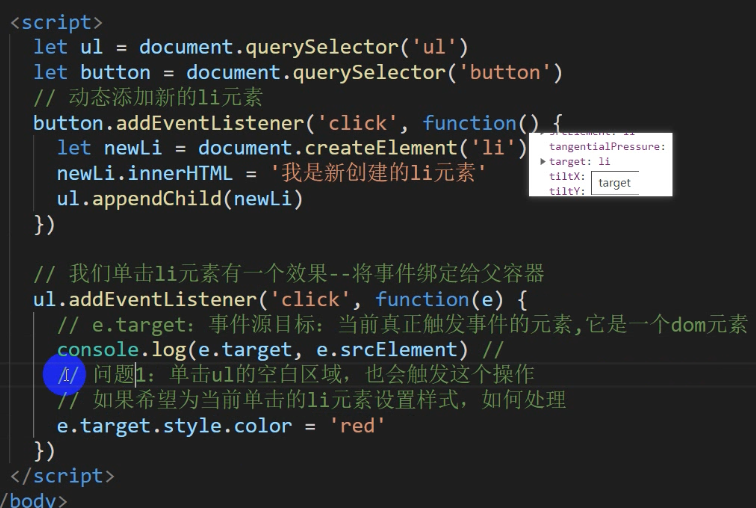 <script>
let ul = document.querySelector('ul')
let button = document.querySelector('button')
// 动态添加新的li元素
button.addEventListener('click', function() {
let newLi = document.createElement('li')
newLi.innerHTML = '我是新创建的li元素'
ul.appendChild(newLi)
})
srcElement: li
tangentialPressure:
target: li
tiltX:
target
tiltY:
// 我们单击li元素有一个效果--将事件绑定给父容器
ul.addEventListener('click', function(e) {
// e.target：事件源目标：当前真正触发事件的元素,它是一个dom元素
console.log(e.target, e.srcElement) //
// 问题1：单击ul的空白区域，也会触发这个操作
// 如果希望为当前单击的li元素设置样式，如何处理
e.target.style.color = 'red'
})
</script>
/body>